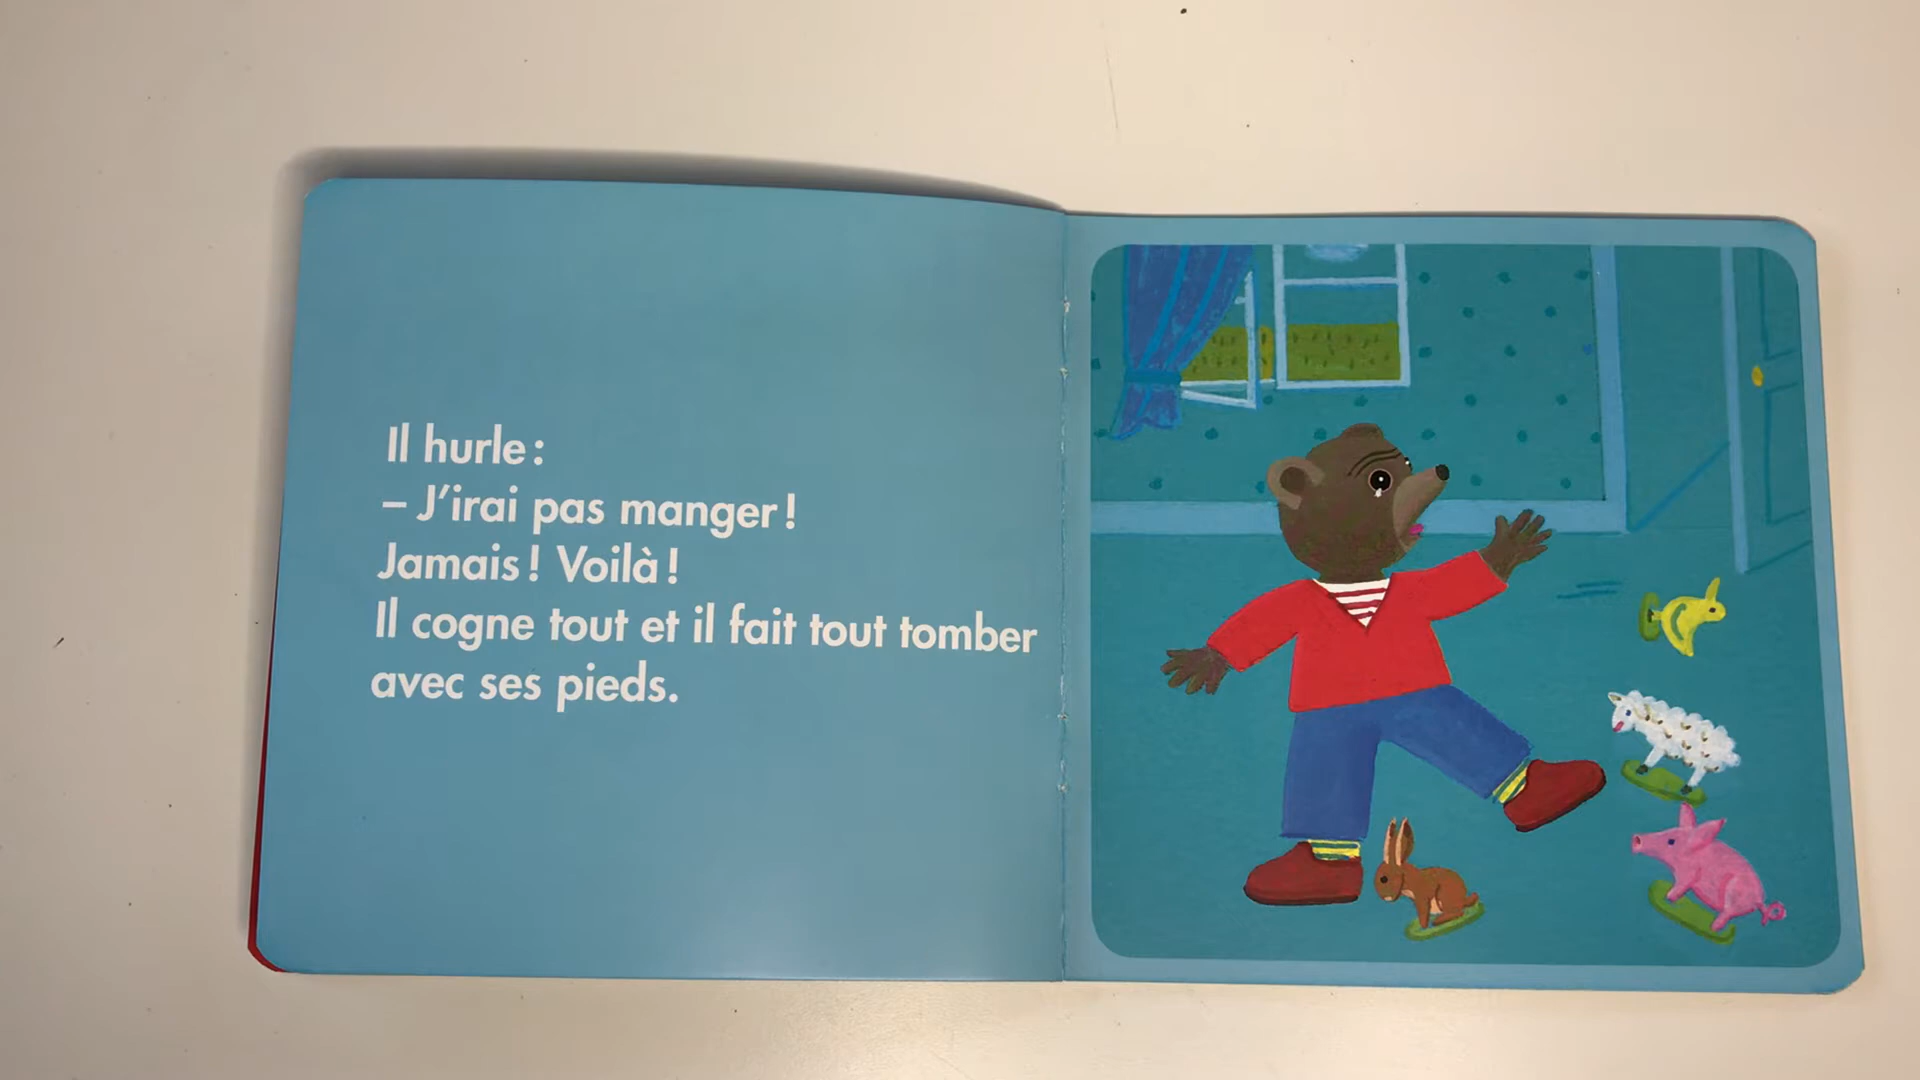 Il hurle :
– J'irai pas manger !
Jamais ! Voilà !
Il cogne tout et il fait tout tomber
avec ses pieds.